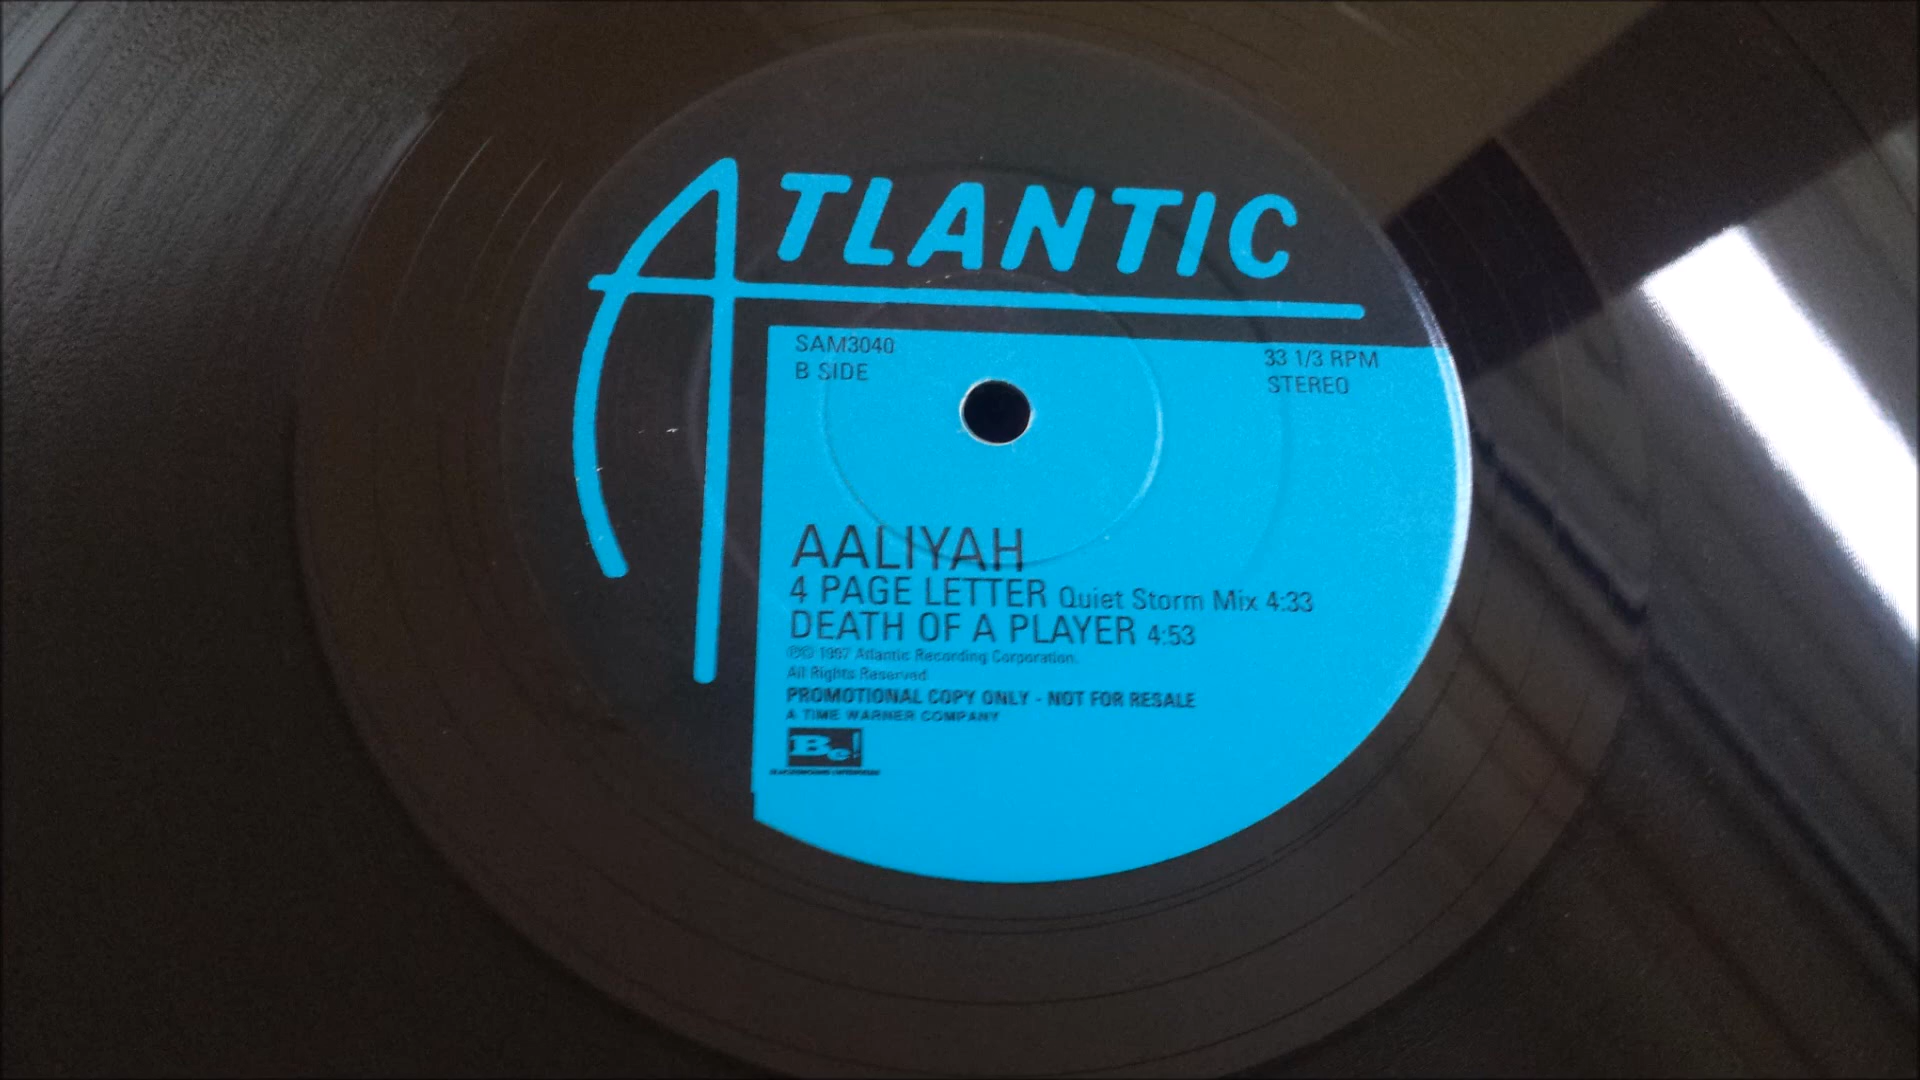 ATLANTIC
SAM3040
B SIDE
33 1/3 RPM
STEREO
AALIYAH
4 PAGE LETTER Quiet Storm Mix 4:33
DEATH OF A PLAYER 4:53
℗© 1997 Atlantic Recording Corporation.
All Rights Reserved
PROMOTIONAL COPY ONLY - NOT FOR RESALE
A TIME WARNER COMPANY
Be!